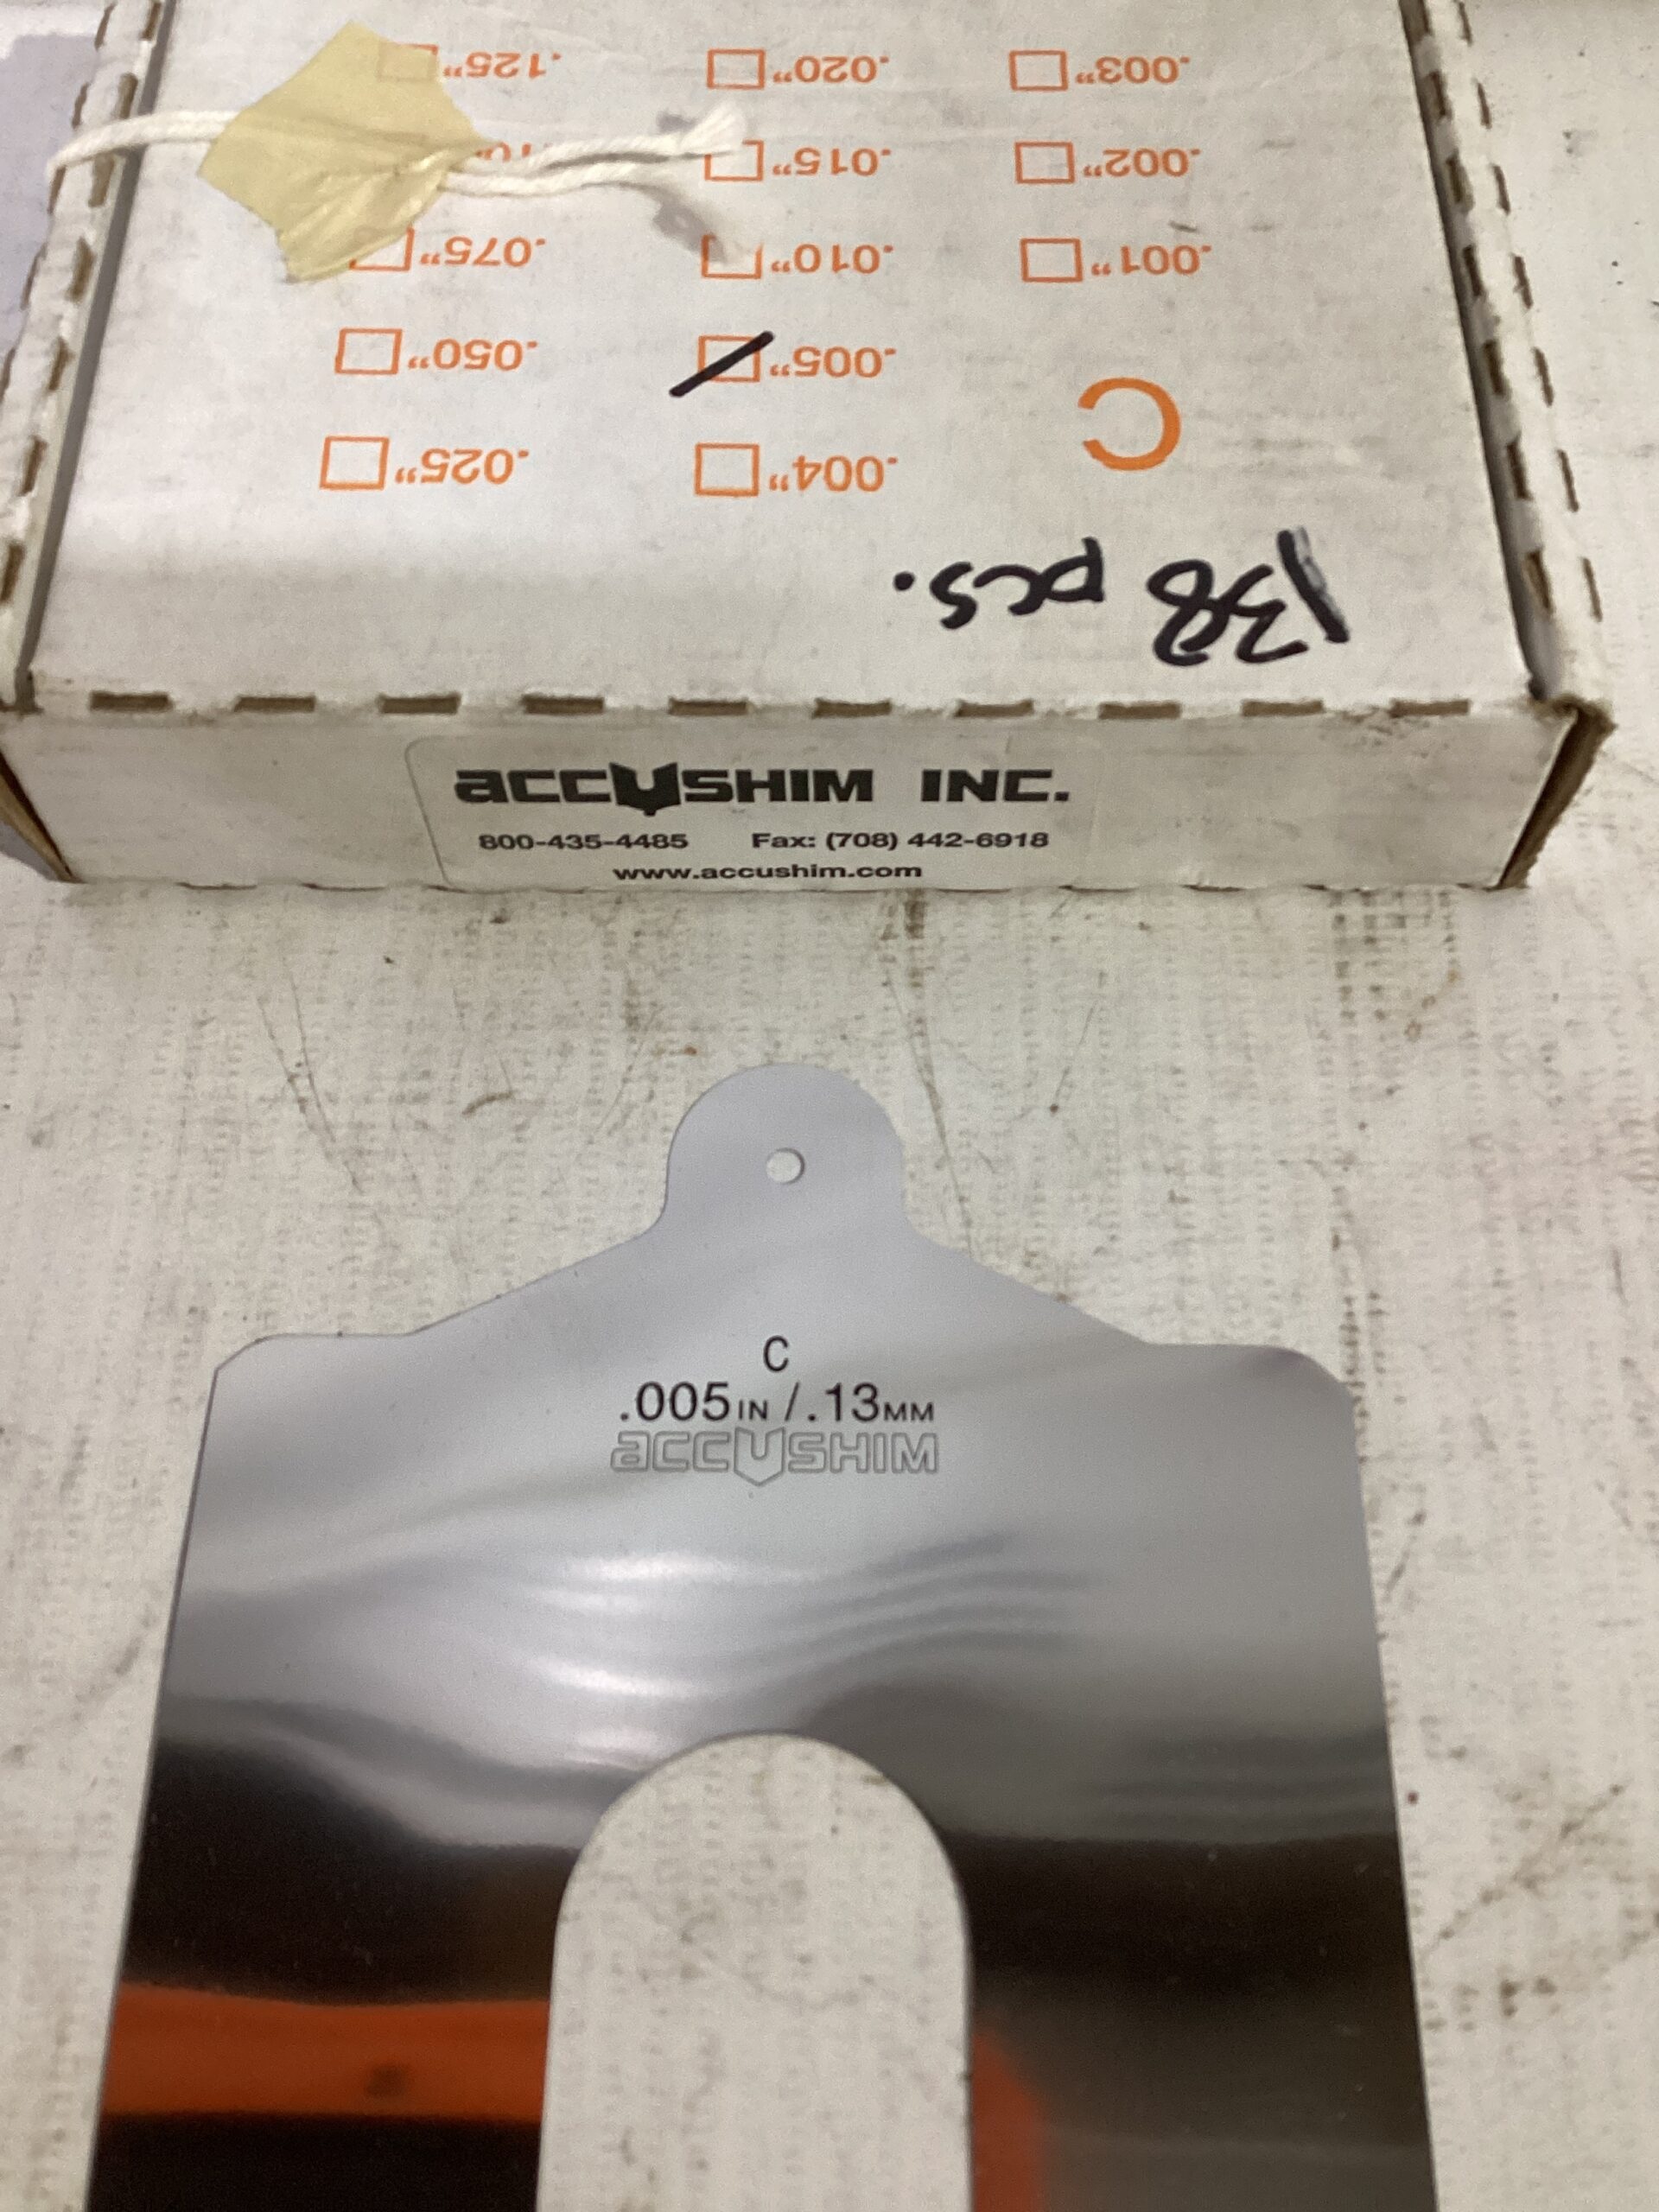 138 pcs.
C
.004" .025"
.005" .050"
.001" .010" .075"
.002" .015"
.003" .020" .125"
ACCUSHIM INC.
800-435-4485 Fax: (708) 442-6918
www.accushim.com
C
.005IN / .13MM
ACCUSHIM